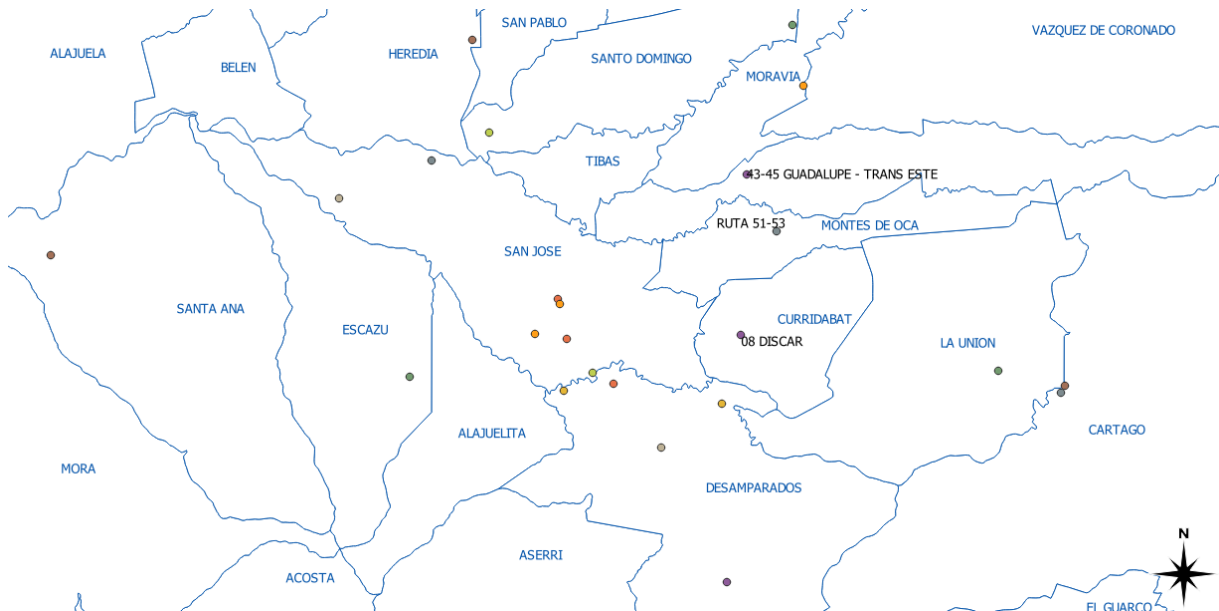 SAN PABLO
VAZQUEZ DE CORONADO
ALAJUELA
HEREDIA
SANTO DOMINGO
BELEN
MORAVIA
TIBAS
43-45 GUADALUPE - TRANS ESTE
RUTA 51-53
MONTES DE OCA
SAN JOSE
SANTA ANA
ESCAZU
CURRIDABAT
08 DISCAR
LA UNION
ALAJUELITA
CARTAGO
MORA
DESAMPARADOS
N
ASERRI
ACOSTA
EL GUARCO